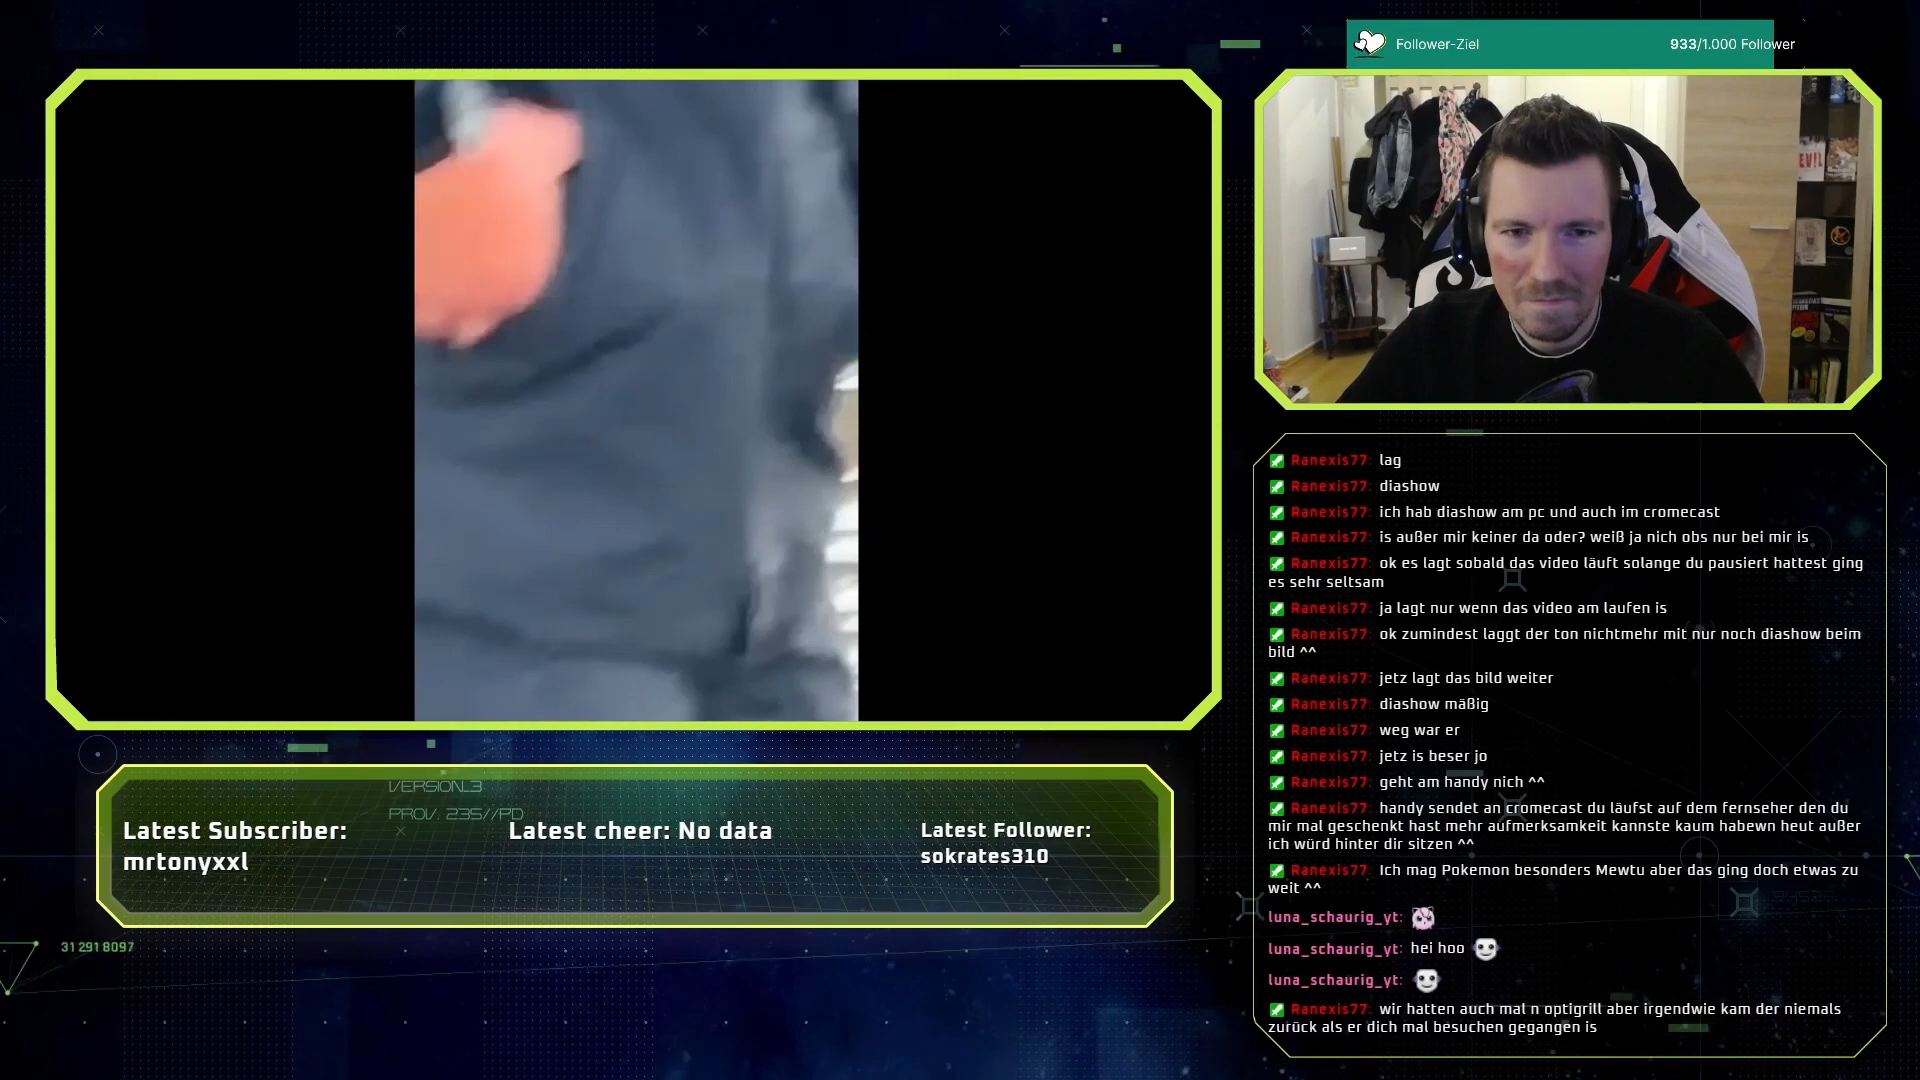 Follower-Ziel 933/1.000 Follower
Ranexis77: lag
Ranexis77: diashow
Ranexis77: ich hab diashow am pc und auch im cromecast
Ranexis77: is außer mir keiner da oder? weiß ja nich obs nur bei mir is
Ranexis77: ok es lagt sobald das video läuft solange du pausiert hattest ging
es sehr seltsam
Ranexis77: ja lagt nur wenn das video am laufen is
Ranexis77: ok zumindest laggt der ton nichtmehr mit nur noch diashow beim
bild ^^
Ranexis77: jetz lagt das bild weiter
Ranexis77: diashow mäßig
Ranexis77: weg war er
Ranexis77: jetz is beser jo
Ranexis77: geht am handy nich ^^
Ranexis77: handy sendet an cromecast du läufst auf dem fernseher den du
mir mal geschenkt hast mehr aufmerksamkeit kannste kaum habewn heut außer
ich würd hinter dir sitzen ^^
Ranexis77: Ich mag Pokemon besonders Mewtu aber das ging doch etwas zu
weit ^^
luna_schaurig_yt:
luna_schaurig_yt: hei hoo
luna_schaurig_yt:
Ranexis77: wir hatten auch mal n optigrill aber irgendwie kam der niemals
zurück als er dich mal besuchen gegangen is
VERSION_3
PROV. 235//PD
Latest Subscriber:
mrtonyxxl
Latest cheer: No data
Latest Follower:
sokrates310
31 291 8097